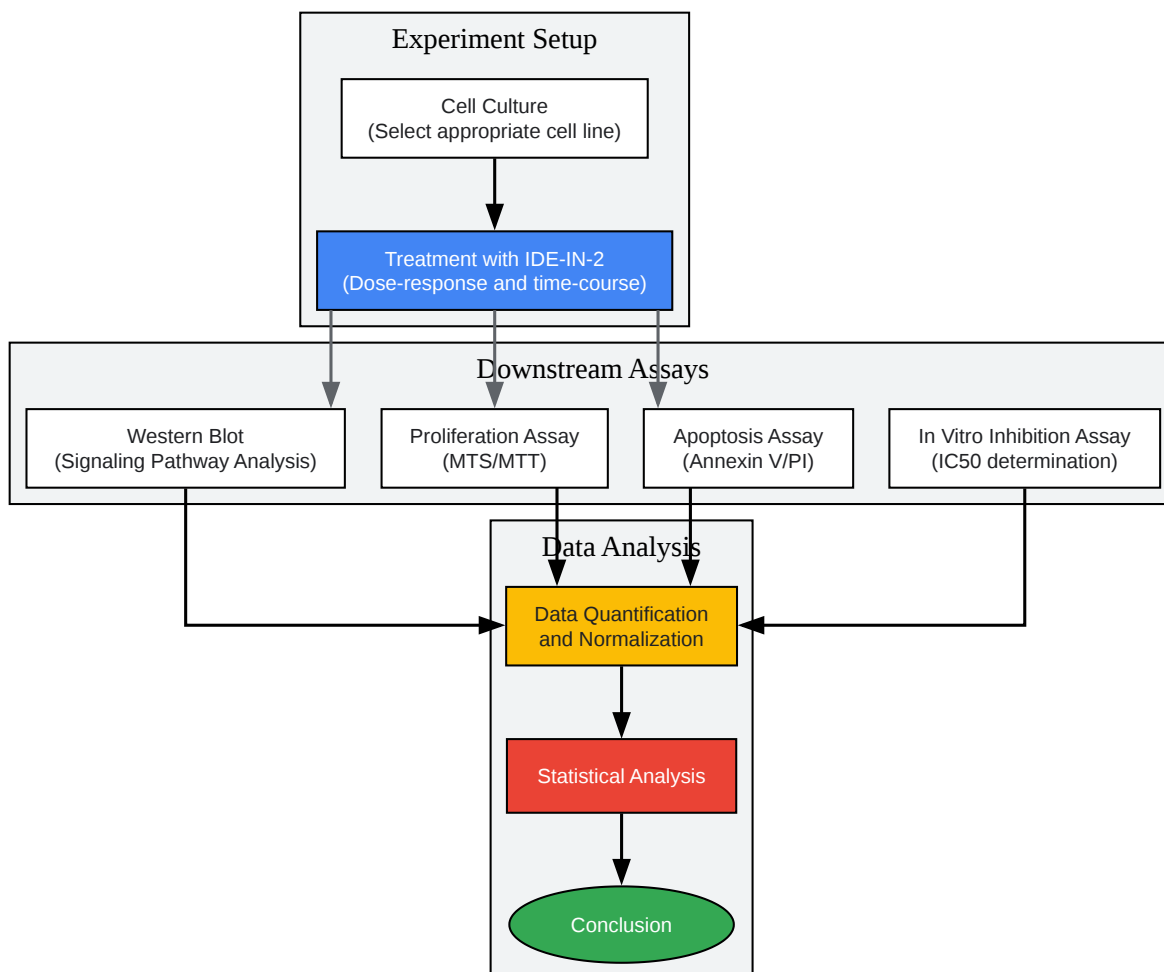 Experiment Setup
Cell Culture
(Select appropriate cell line)
Treatment with IDE-IN-2
(Dose-response and time-course)
Downstream Assays
Western Blot
(Signaling Pathway Analysis)
Proliferation Assay
(MTS/MTT)
Apoptosis Assay
(Annexin V/PI)
In Vitro Inhibition Assay
(IC50 determination)
Data Analysis
Data Quantification
and Normalization
Statistical Analysis
Conclusion